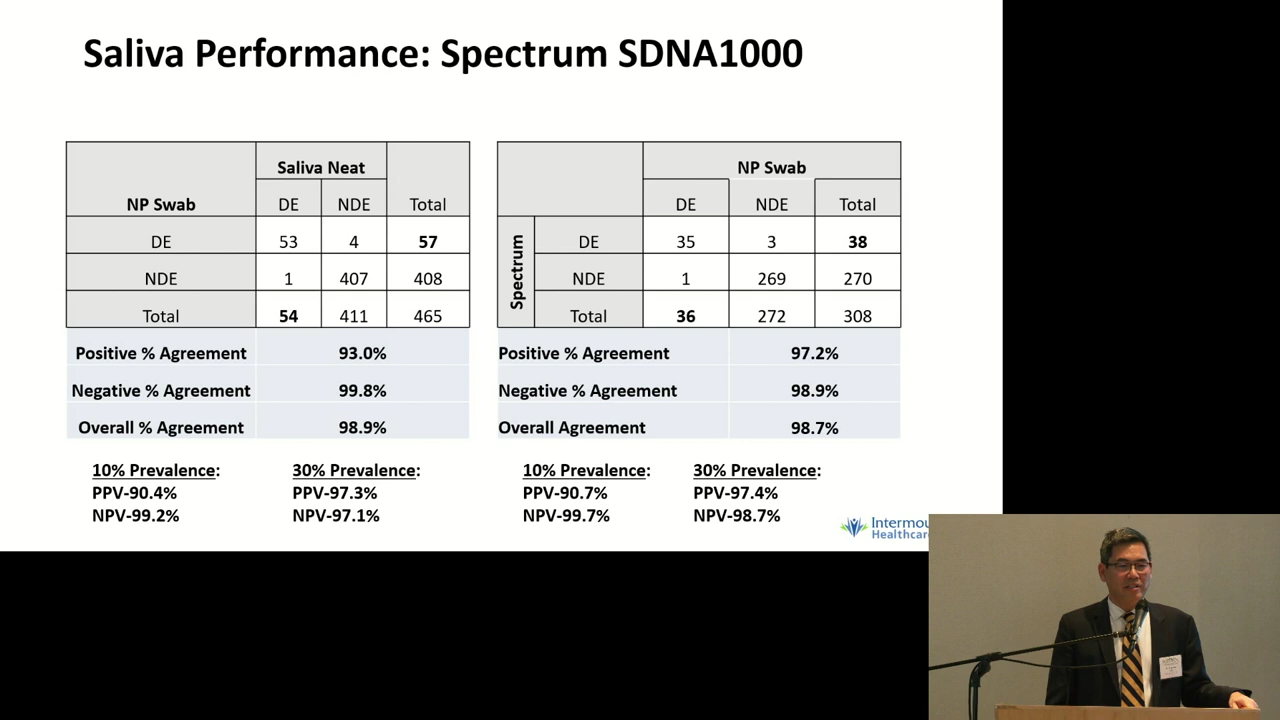 Saliva Performance: Spectrum SDNA1000
Saliva Neat
NP Swab DE NDE Total
DE 53 4 57
NDE 1 407 408
Total 54 411 465
Positive % Agreement 93.0%
Negative % Agreement 99.8%
Overall % Agreement 98.9%
10% Prevalence: 30% Prevalence:
PPV-90.4% PPV-97.3%
NPV-99.2% NPV-97.1%
NP Swab
DE NDE Total
Spectrum
DE 35 3 38
NDE 1 269 270
Total 36 272 308
Positive % Agreement 97.2%
Negative % Agreement 98.9%
Overall Agreement 98.7%
10% Prevalence: 30% Prevalence:
PPV-90.7% PPV-97.4%
NPV-99.7% NPV-98.7%
Intermou
Healthcare